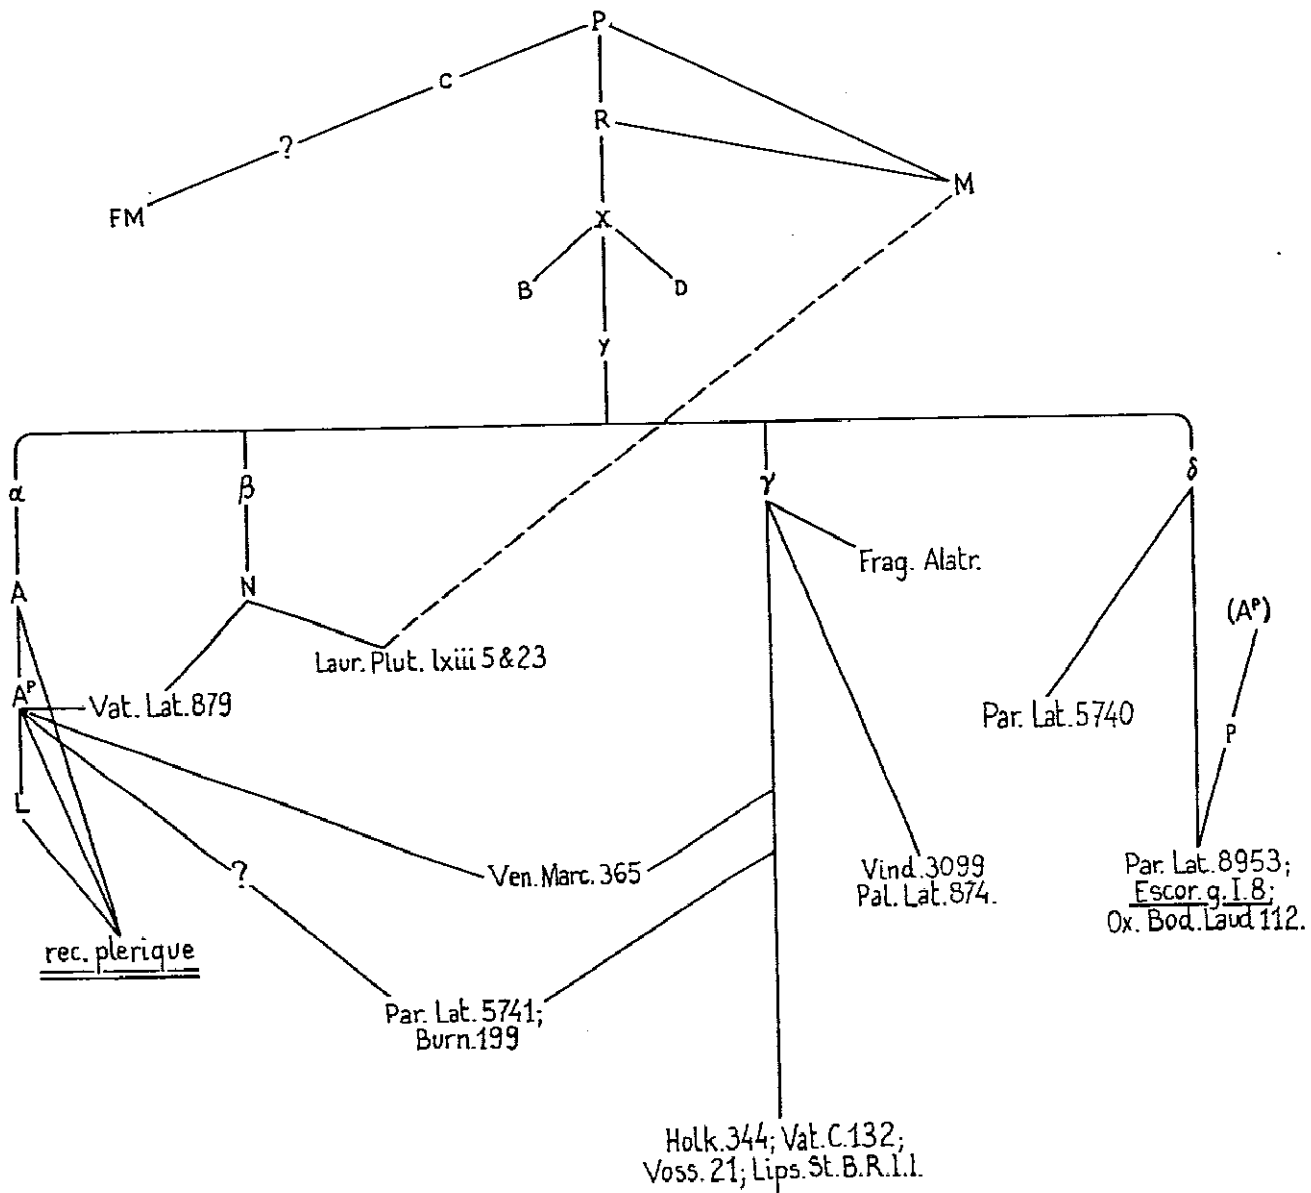 P
C
R
?
M
FM
X
B
D
y
α
β
γ
δ
Frag. Alatr.
A
N
(Aᴾ)
Laur. Plut. lxiii 5&23
Aᴾ
Vat. Lat. 879
Par. Lat. 5740
P
L
?
Ven. Marc. 365
Vind. 3099
Pal. Lat. 874.
Par. Lat. 8953;
Escor. g. I. 8;
Ox. Bod. Laud 112.
rec. plerique
Par. Lat. 5741;
Burn. 199
Holk. 344; Vat. C. 132;
Voss. 21; Lips. St. B. R. I. 1.